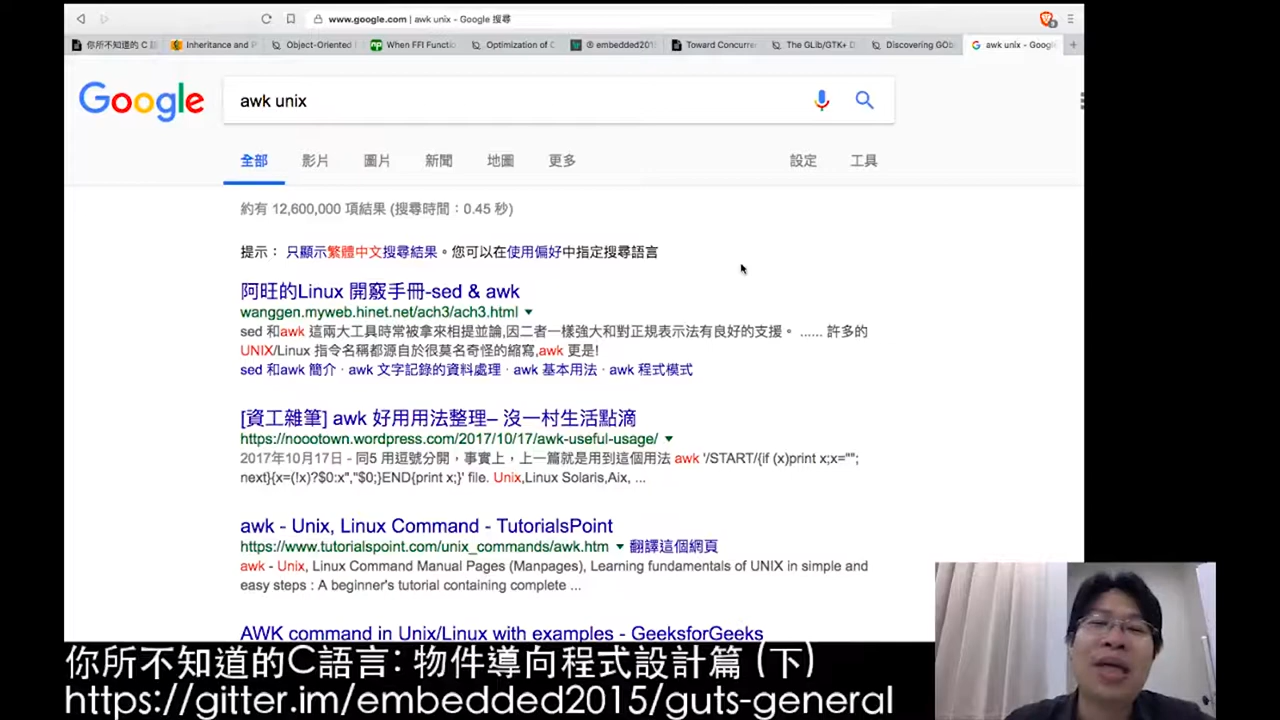 www.google.com | awk unix - Google 搜尋
你所不知道的 C 語
Inheritance and P
Object-Oriented
When FFI Functio
Optimization of C
® embedded201
Toward Concurre
The GLib/GTK+ D
Discovering GOb
awk unix - Googl
Google
awk unix
全部 影片 圖片 新聞 地圖 更多 設定 工具
約有 12,600,000 項結果 (搜尋時間:0.45 秒)
提示: 只顯示繁體中文搜尋結果。您可以在使用偏好中指定搜尋語言
阿旺的Linux 開竅手冊-sed & awk
wanggen.myweb.hinet.net/ach3/ach3.html
sed 和awk 這兩大工具時常被拿來相提並論,因二者一樣強大和對正規表示法有良好的支援。 ...... 許多的
UNIX/Linux 指令名稱都源自於很莫名奇怪的縮寫,awk 更是!
sed 和awk 簡介 · awk 文字記錄的資料處理 · awk 基本用法 · awk 程式模式
[資工雜筆] awk 好用用法整理– 沒一村生活點滴
https://noootown.wordpress.com/2017/10/17/awk-useful-usage/
2017年10月17日 - 同5 用逗號分開,事實上,上一篇就是用到這個用法 awk '/START/{if (x)print x;x="";
next}{x=(!x)?$0:x","$0;}END{print x;}' file. Unix,Linux Solaris,Aix, ...
awk - Unix, Linux Command - TutorialsPoint
https://www.tutorialspoint.com/unix_commands/awk.htm 翻譯這個網頁
awk - Unix, Linux Command Manual Pages (Manpages), Learning fundamentals of UNIX in simple and
easy steps : A beginner's tutorial containing complete ...
AWK command in Unix/Linux with examples - GeeksforGeeks
你所不知道的C語言: 物件導向程式設計篇 (下)
https://gitter.im/embedded2015/guts-general